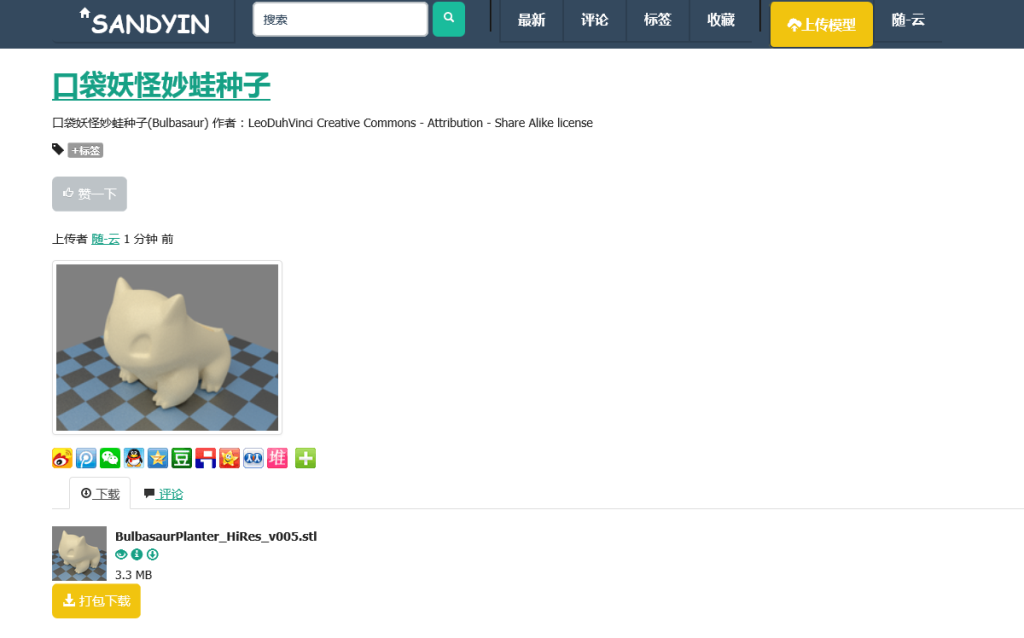 SANDYIN
搜索
最新
评论
标签
收藏
上传模型
随-云
口袋妖怪妙蛙种子
口袋妖怪妙蛙种子(Bulbasaur) 作者：LeoDuhVinci Creative Commons - Attribution - Share Alike license
+标签
赞一下
上传者 随-云 1 分钟 前
豆
堆
下载
评论
BulbasaurPlanter_HiRes_v005.stl
3.3 MB
打包下载